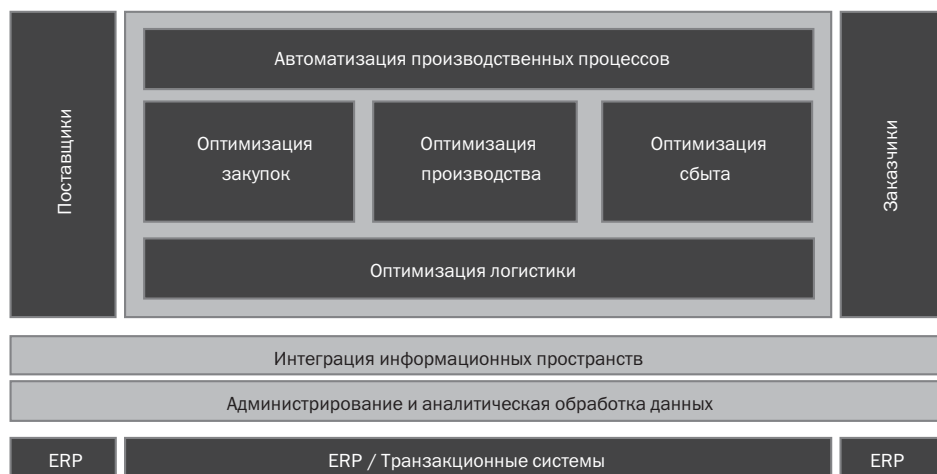 Поставщики
Автоматизация производственных процессов
Оптимизация
закупок
Оптимизация
производства
Оптимизация
сбыта
Оптимизация логистики
Заказчики
Интеграция информационных пространств
Администрирование и аналитическая обработка данных
ERP
ERP / Транзакционные системы
ERP